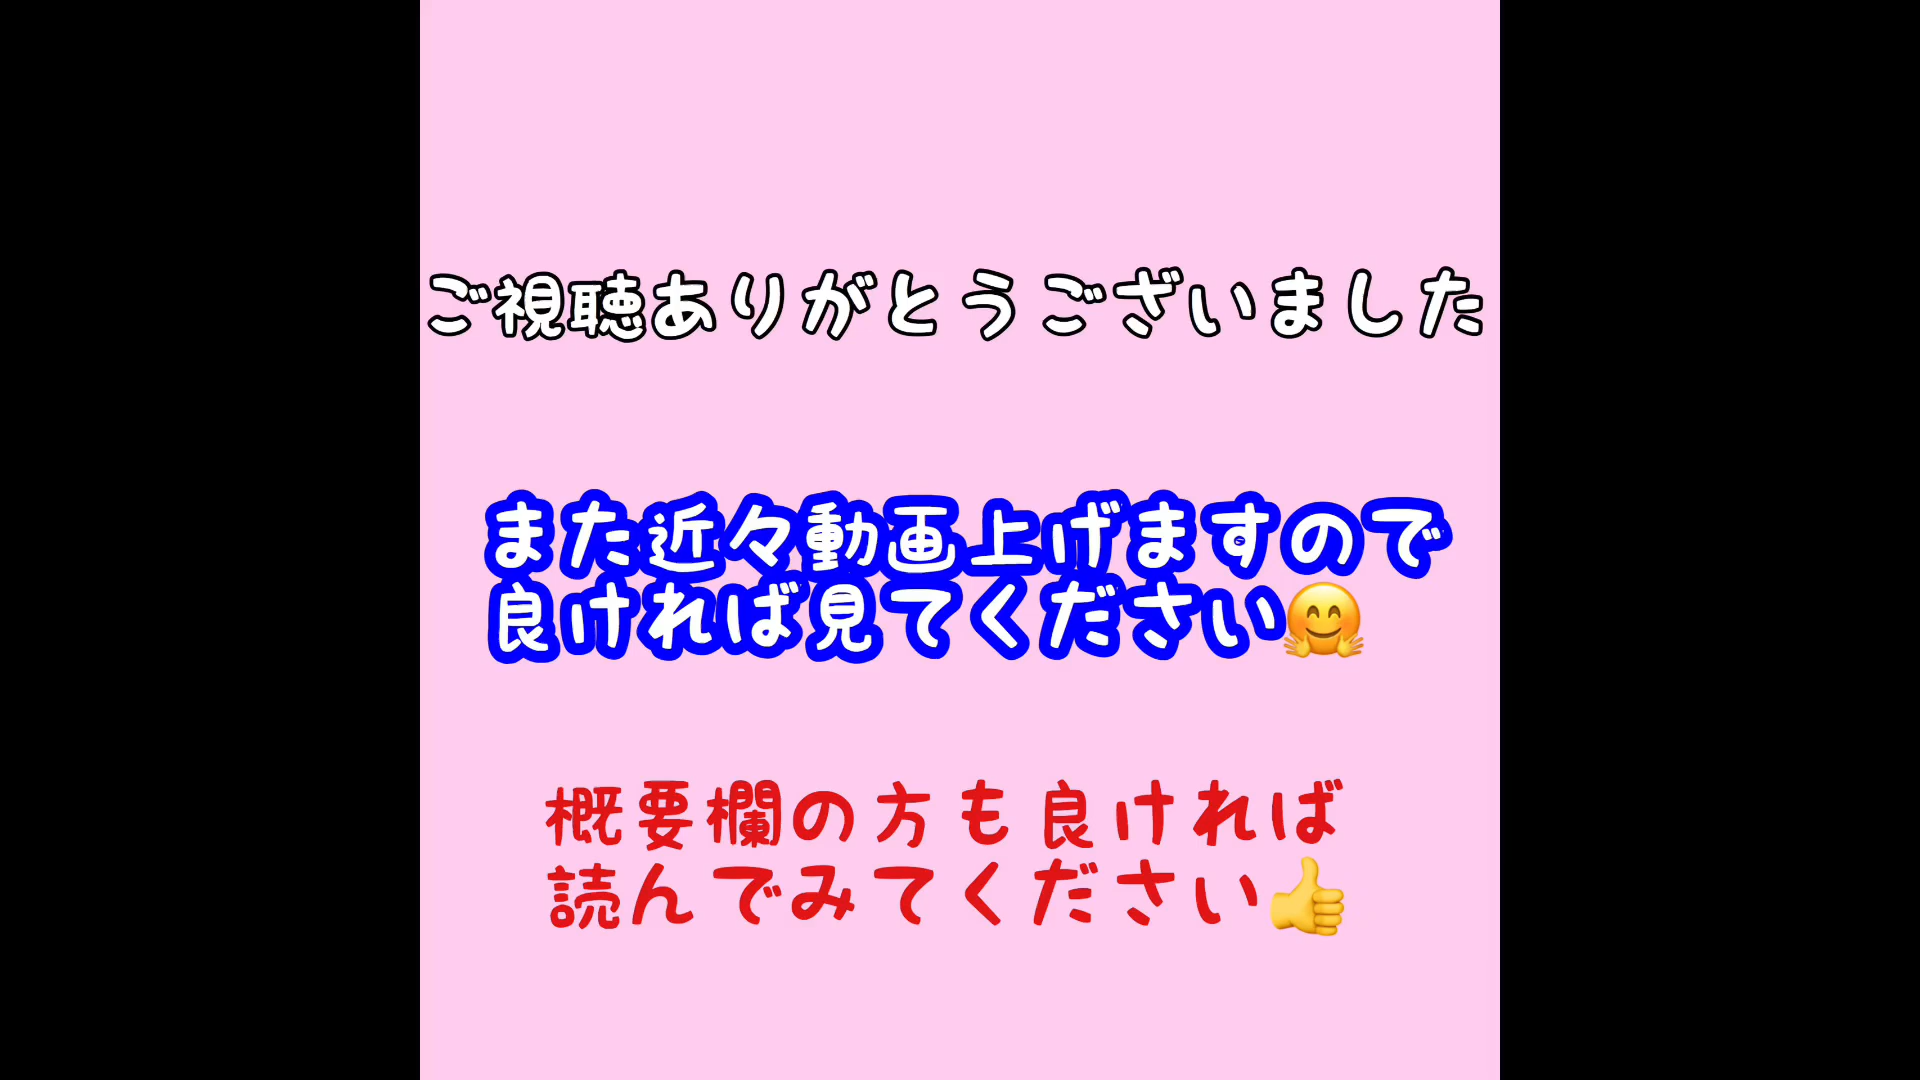 ご視聴ありがとうございました
また近々動画上げますので
良ければ見てください🤗
概要欄の方も良ければ
読んでみてください👍